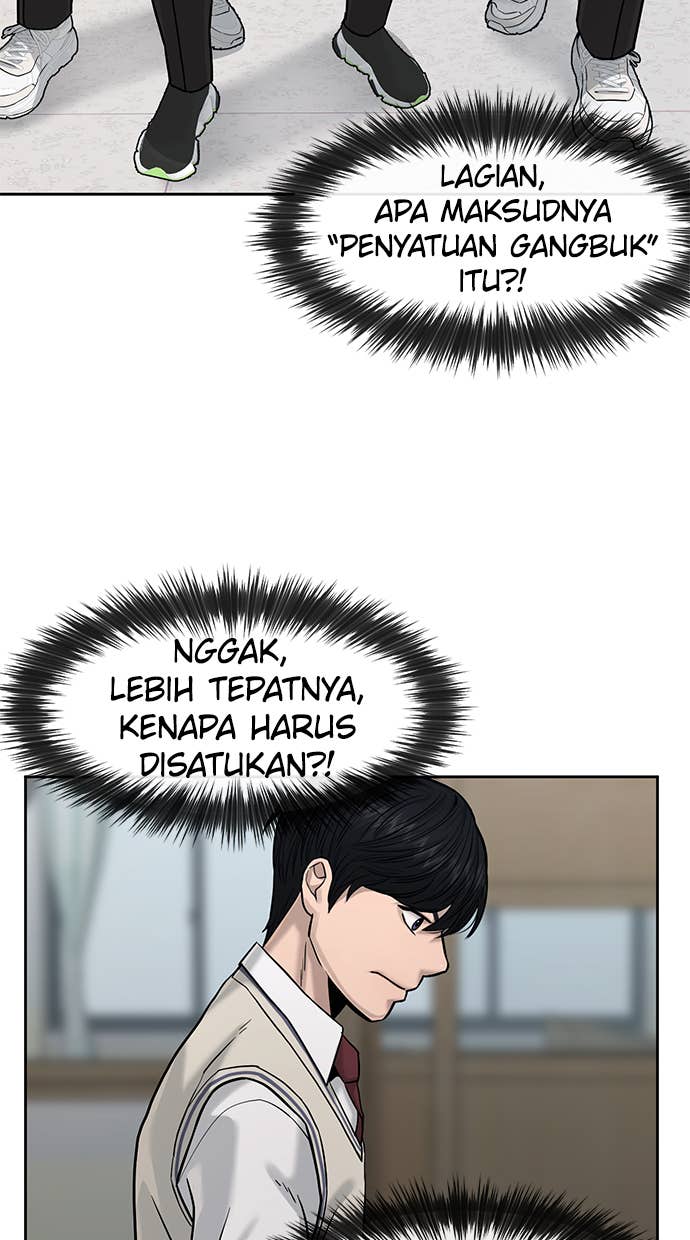 LAGIAN,
APA MAKSUDNYA
“PENYATUAN GANGBUK”
ITU?!
NGGAK,
LEBIH TEPATNYA,
KENAPA HARUS
DISATUKAN?!